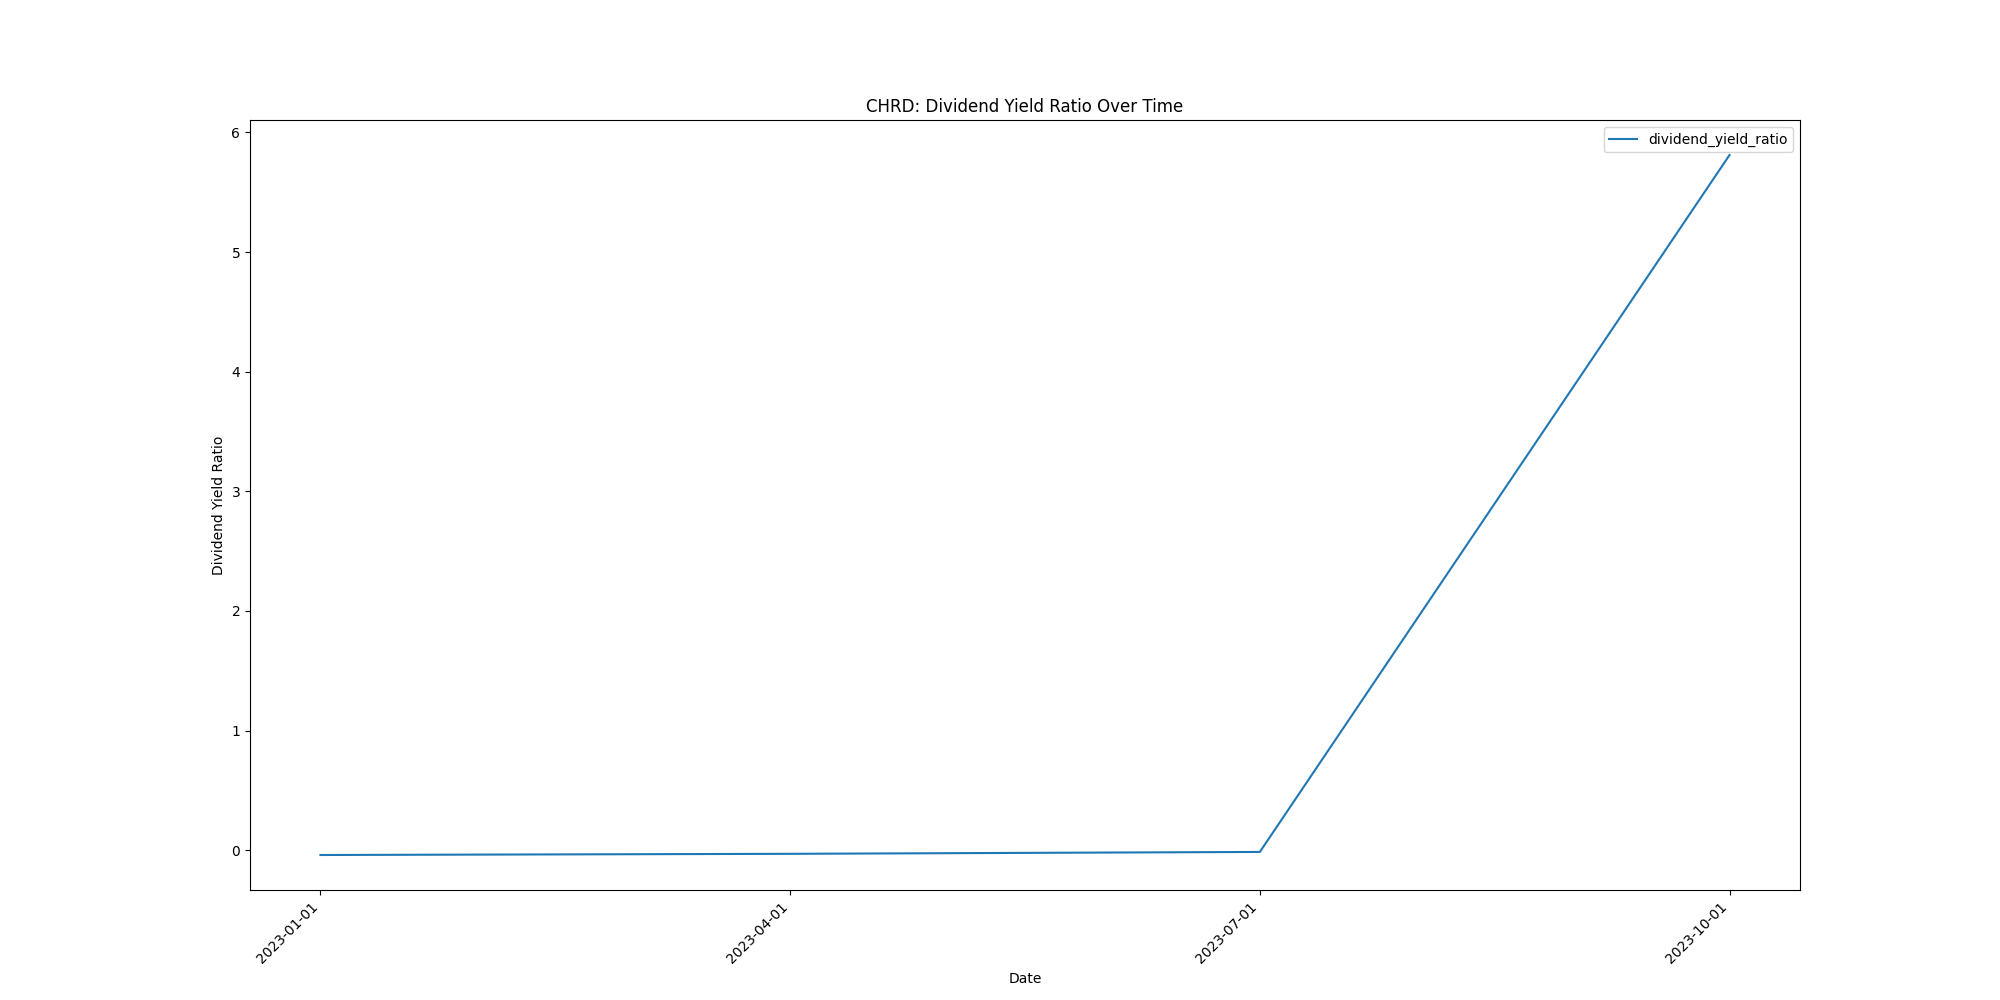 CHRD: Dividend Yield Ratio Over Time
dividend_yield_ratio
6
5
4
3
2
1
0
Dividend Yield Ratio
2023-01-01
2023-04-01
2023-07-01
2023-10-01
Date